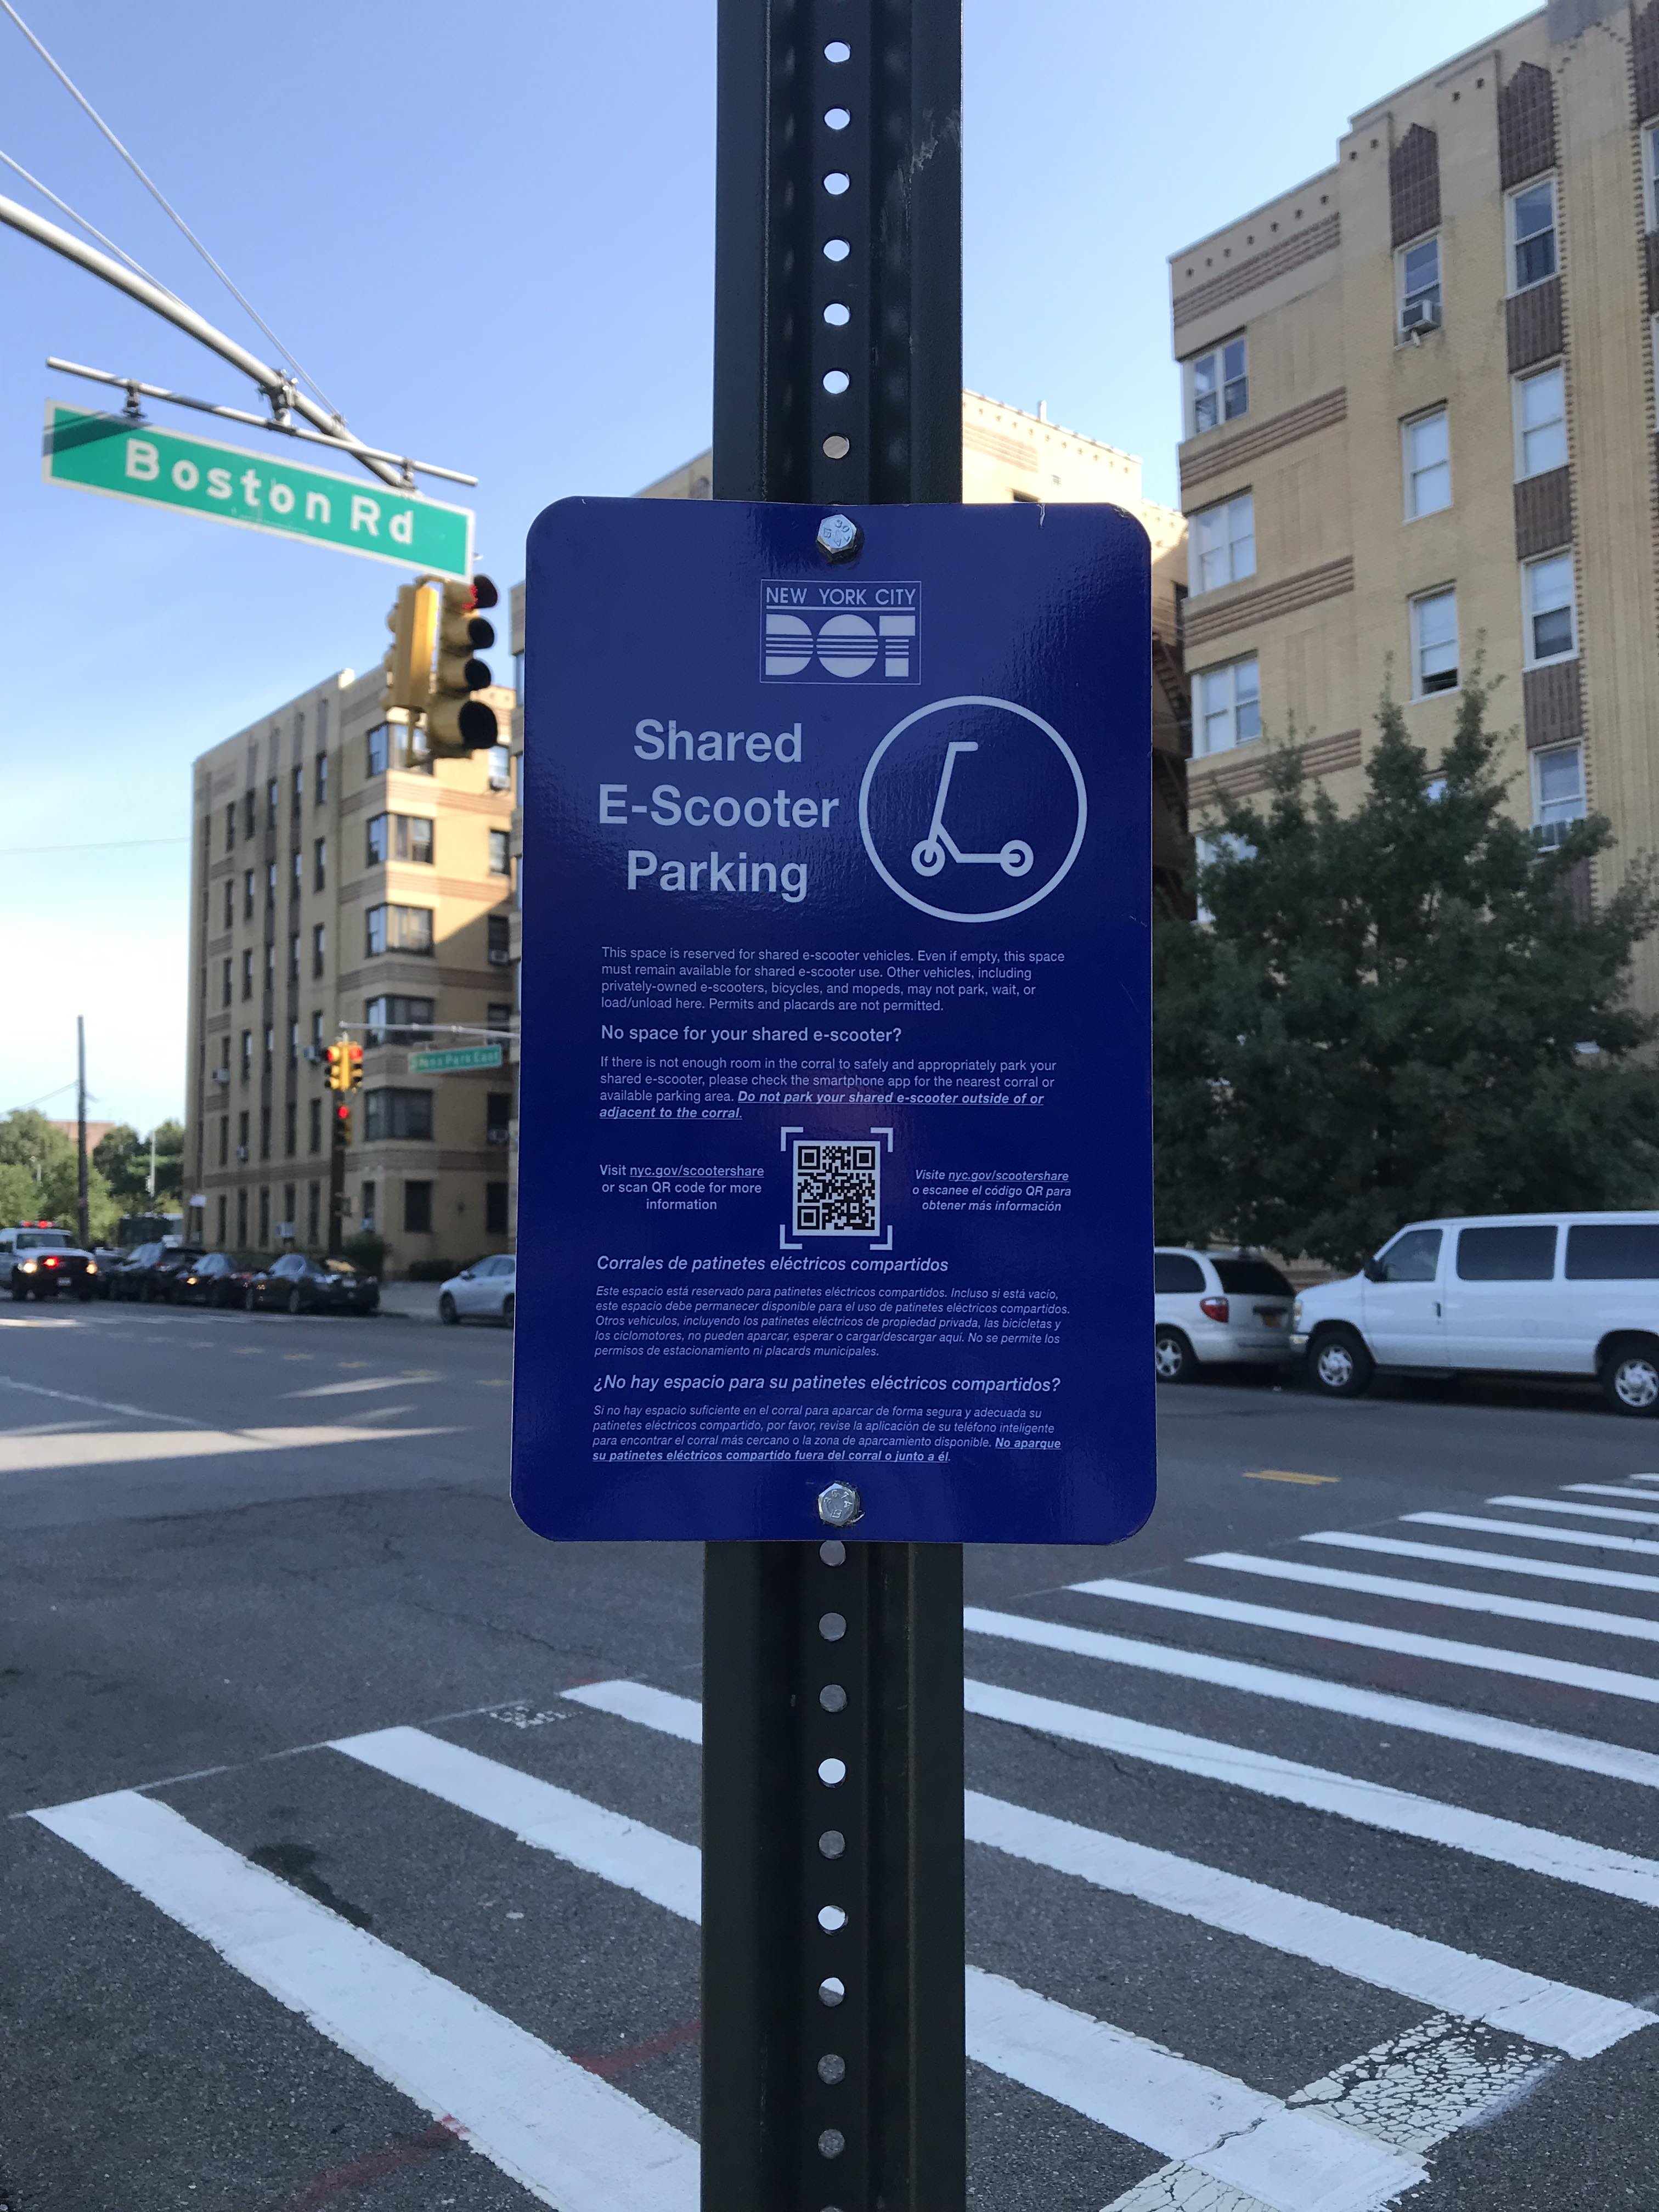 Boston Rd
NEW YORK CITY
DOT
Shared
E-Scooter
Parking
This space is reserved for shared e-scooter vehicles. Even if empty, this space
must remain available for shared e-scooter use. Other vehicles, including
privately-owned e-scooters, bicycles, and mopeds, may not park, wait, or
load/unload here. Permits and placards are not permitted.
No space for your shared e-scooter?
If there is not enough room in the corral to safely and appropriately park your
shared e-scooter, please check the smartphone app for the nearest corral or
available parking area. Do not park your shared e-scooter outside of or
adjacent to the corral.
Park East
Visit nyc.gov/scootershare
or scan QR code for more
information
Visite nyc.gov/scootershare
o escanee el código QR para
obtener más información
Corrales de patinetes eléctricos compartidos
Este espacio está reservado para patinetes eléctricos compartidos. Incluso si está vacío,
este espacio debe permanecer disponible para el uso de patinetes eléctricos compartidos.
Otros vehículos, incluyendo los patinetes eléctricos de propiedad privada, las bicicletas y
los ciclomotores, no pueden aparcar, esperar o cargar/descargar aquí. No se permite los
permisos de estacionamiento ni placards municipales.
¿No hay espacio para su patinetes eléctricos compartidos?
Si no hay espacio suficiente en el corral para aparcar de forma segura y adecuada su
patinetes eléctricos compartido, por favor, revise la aplicación de su teléfono inteligente
para encontrar el corral más cercano o la zona de aparcamiento disponible. No aparque
su patinetes eléctricos compartido fuera del corral o junto a él.